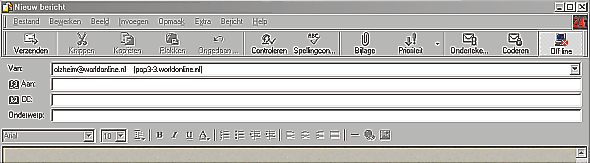 Nieuw bericht
Bestand Bewerken Beeld Invoegen Opmaak Extra Bericht Help
Verzenden Knippen Kopiëren Plakken Ongedaan... Controleren Spellingcon... Bijlage Prioriteit Onderteke... Coderen Off line
Van: olzheim@worldonline.nl (pop3-3.worldonline.nl)
Aan:
CC:
Onderwerp:
Arial 10 B I U A